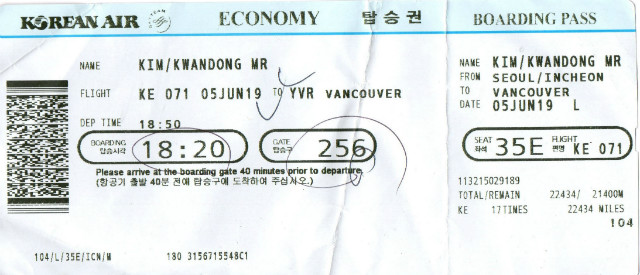 KOREAN AIR ECONOMY 탑승권 BOARDING PASS
NAME KIM/KWANDONG MR
FLIGHT KE 071 05JUN19 TO YVR VANCOUVER
DEP TIME 18:50
BOARDING 탑승시각 18:20 GATE 탑승구 256
Please arrive at the boarding gate 40 minutes prior to departure.
(항공기 출발 40분 전에 탑승구에 도착하여 주십시오.)
104/L/35E/ICN/M 180 3156715548C1
NAME KIM/KWANDONG MR
FROM SEOUL/INCHEON
TO VANCOUVER
DATE 05JUN19 L
SEAT 좌석 35E FLIGHT 편명 KE 071
113215029189
TOTAL/REMAIN 22434/ 21400M
KE 17TIMES 22434 MILES
104